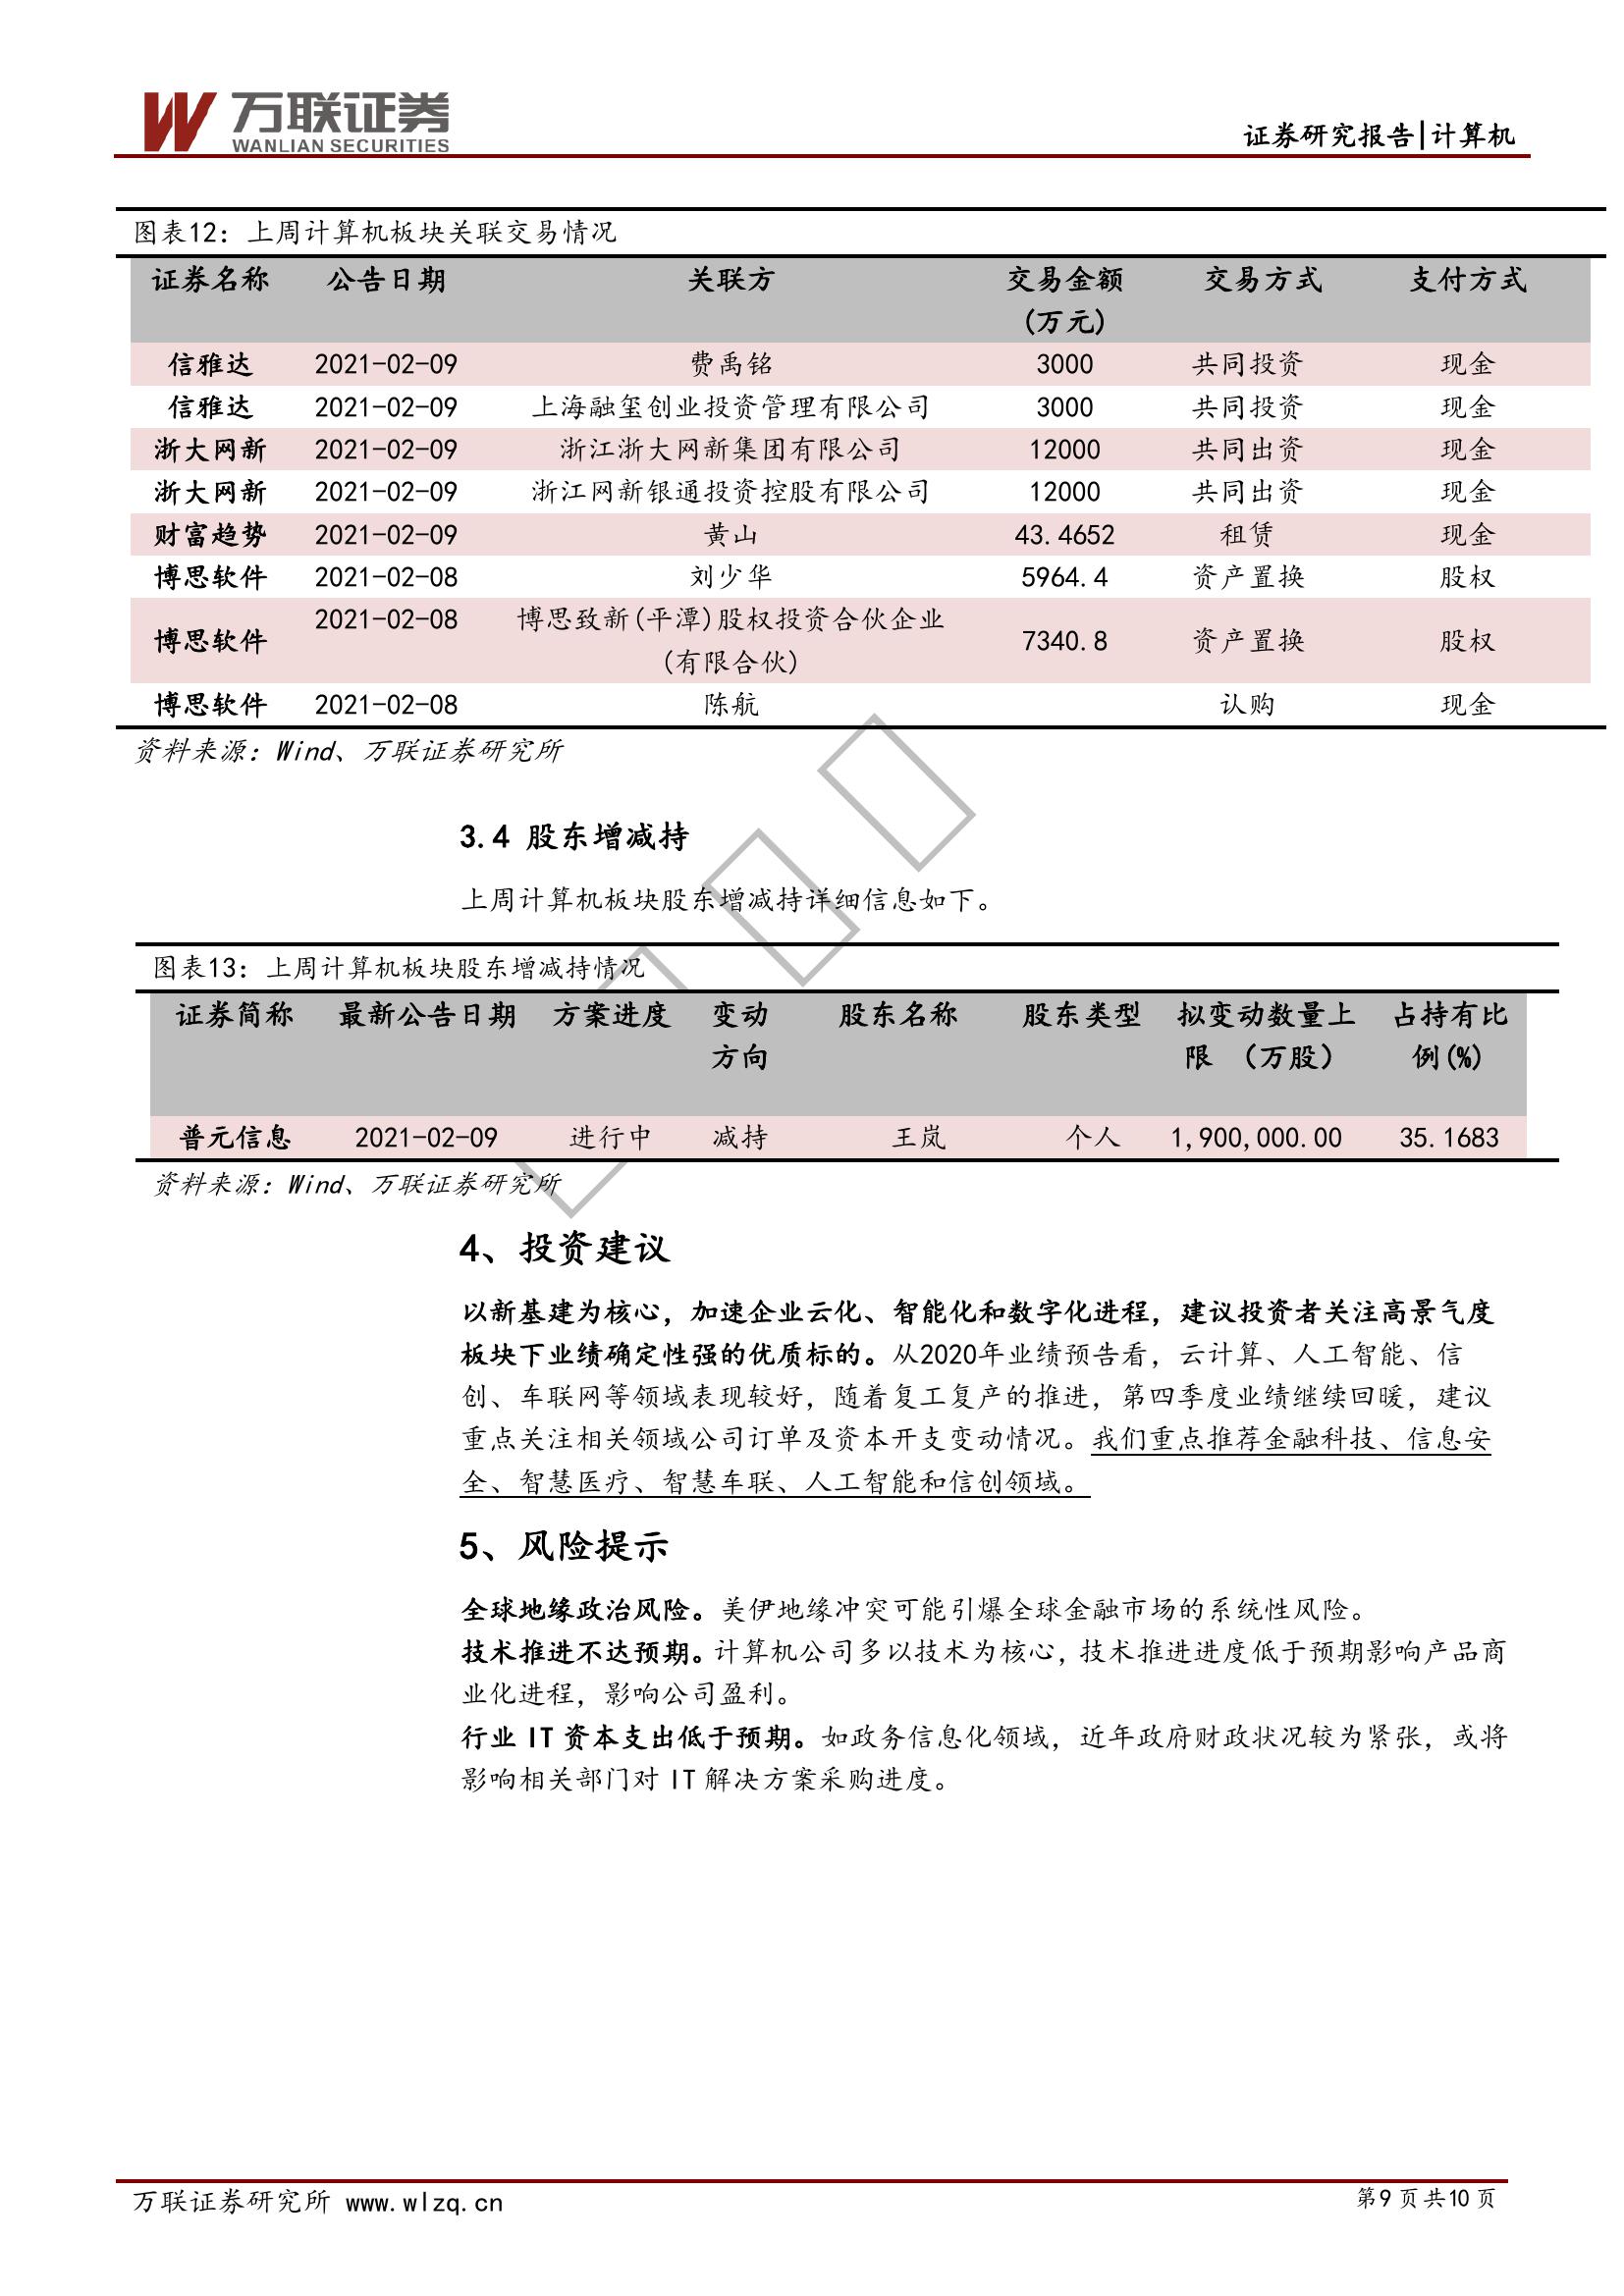 万联证券
WANLIAN SECURITIES
证券研究报告|计算机
图表12：上周计算机板块关联交易情况
证券名称 公告日期 关联方 交易金额 交易方式 支付方式
(万元)
信雅达 2021-02-09 费禹铭 3000 共同投资 现金
信雅达 2021-02-09 上海融玺创业投资管理有限公司 3000 共同投资 现金
浙大网新 2021-02-09 浙江浙大网新集团有限公司 12000 共同出资 现金
浙大网新 2021-02-09 浙江网新银通投资控股有限公司 12000 共同出资 现金
财富趋势 2021-02-09 黄山 43.4652 租赁 现金
博思软件 2021-02-08 刘少华 5964.4 资产置换 股权
博思软件 2021-02-08 博思致新(平潭)股权投资合伙企业 7340.8 资产置换 股权
(有限合伙)
博思软件 2021-02-08 陈航 认购 现金
资料来源：Wind、万联证券研究所
3.4 股东增减持
上周计算机板块股东增减持详细信息如下。
图表13：上周计算机板块股东增减持情况
证券简称 最新公告日期 方案进度 变动 股东名称 股东类型 拟变动数量上 占持有比
方向 限 （万股） 例(%)
普元信息 2021-02-09 进行中 减持 王岚 个人 1,900,000.00 35.1683
资料来源：Wind、万联证券研究所
4、投资建议
以新基建为核心，加速企业云化、智能化和数字化进程，建议投资者关注高景气度
板块下业绩确定性强的优质标的。从2020年业绩预告看，云计算、人工智能、信
创、车联网等领域表现较好，随着复工复产的推进，第四季度业绩继续回暖，建议
重点关注相关领域公司订单及资本开支变动情况。我们重点推荐金融科技、信息安
全、智慧医疗、智慧车联、人工智能和信创领域。
5、风险提示
全球地缘政治风险。美伊地缘冲突可能引爆全球金融市场的系统性风险。
技术推进不达预期。计算机公司多以技术为核心，技术推进进度低于预期影响产品商
业化进程，影响公司盈利。
行业 IT 资本支出低于预期。如政务信息化领域，近年政府财政状况较为紧张，或将
影响相关部门对 IT 解决方案采购进度。
万联证券研究所 www.wlzq.cn 第9页共10页